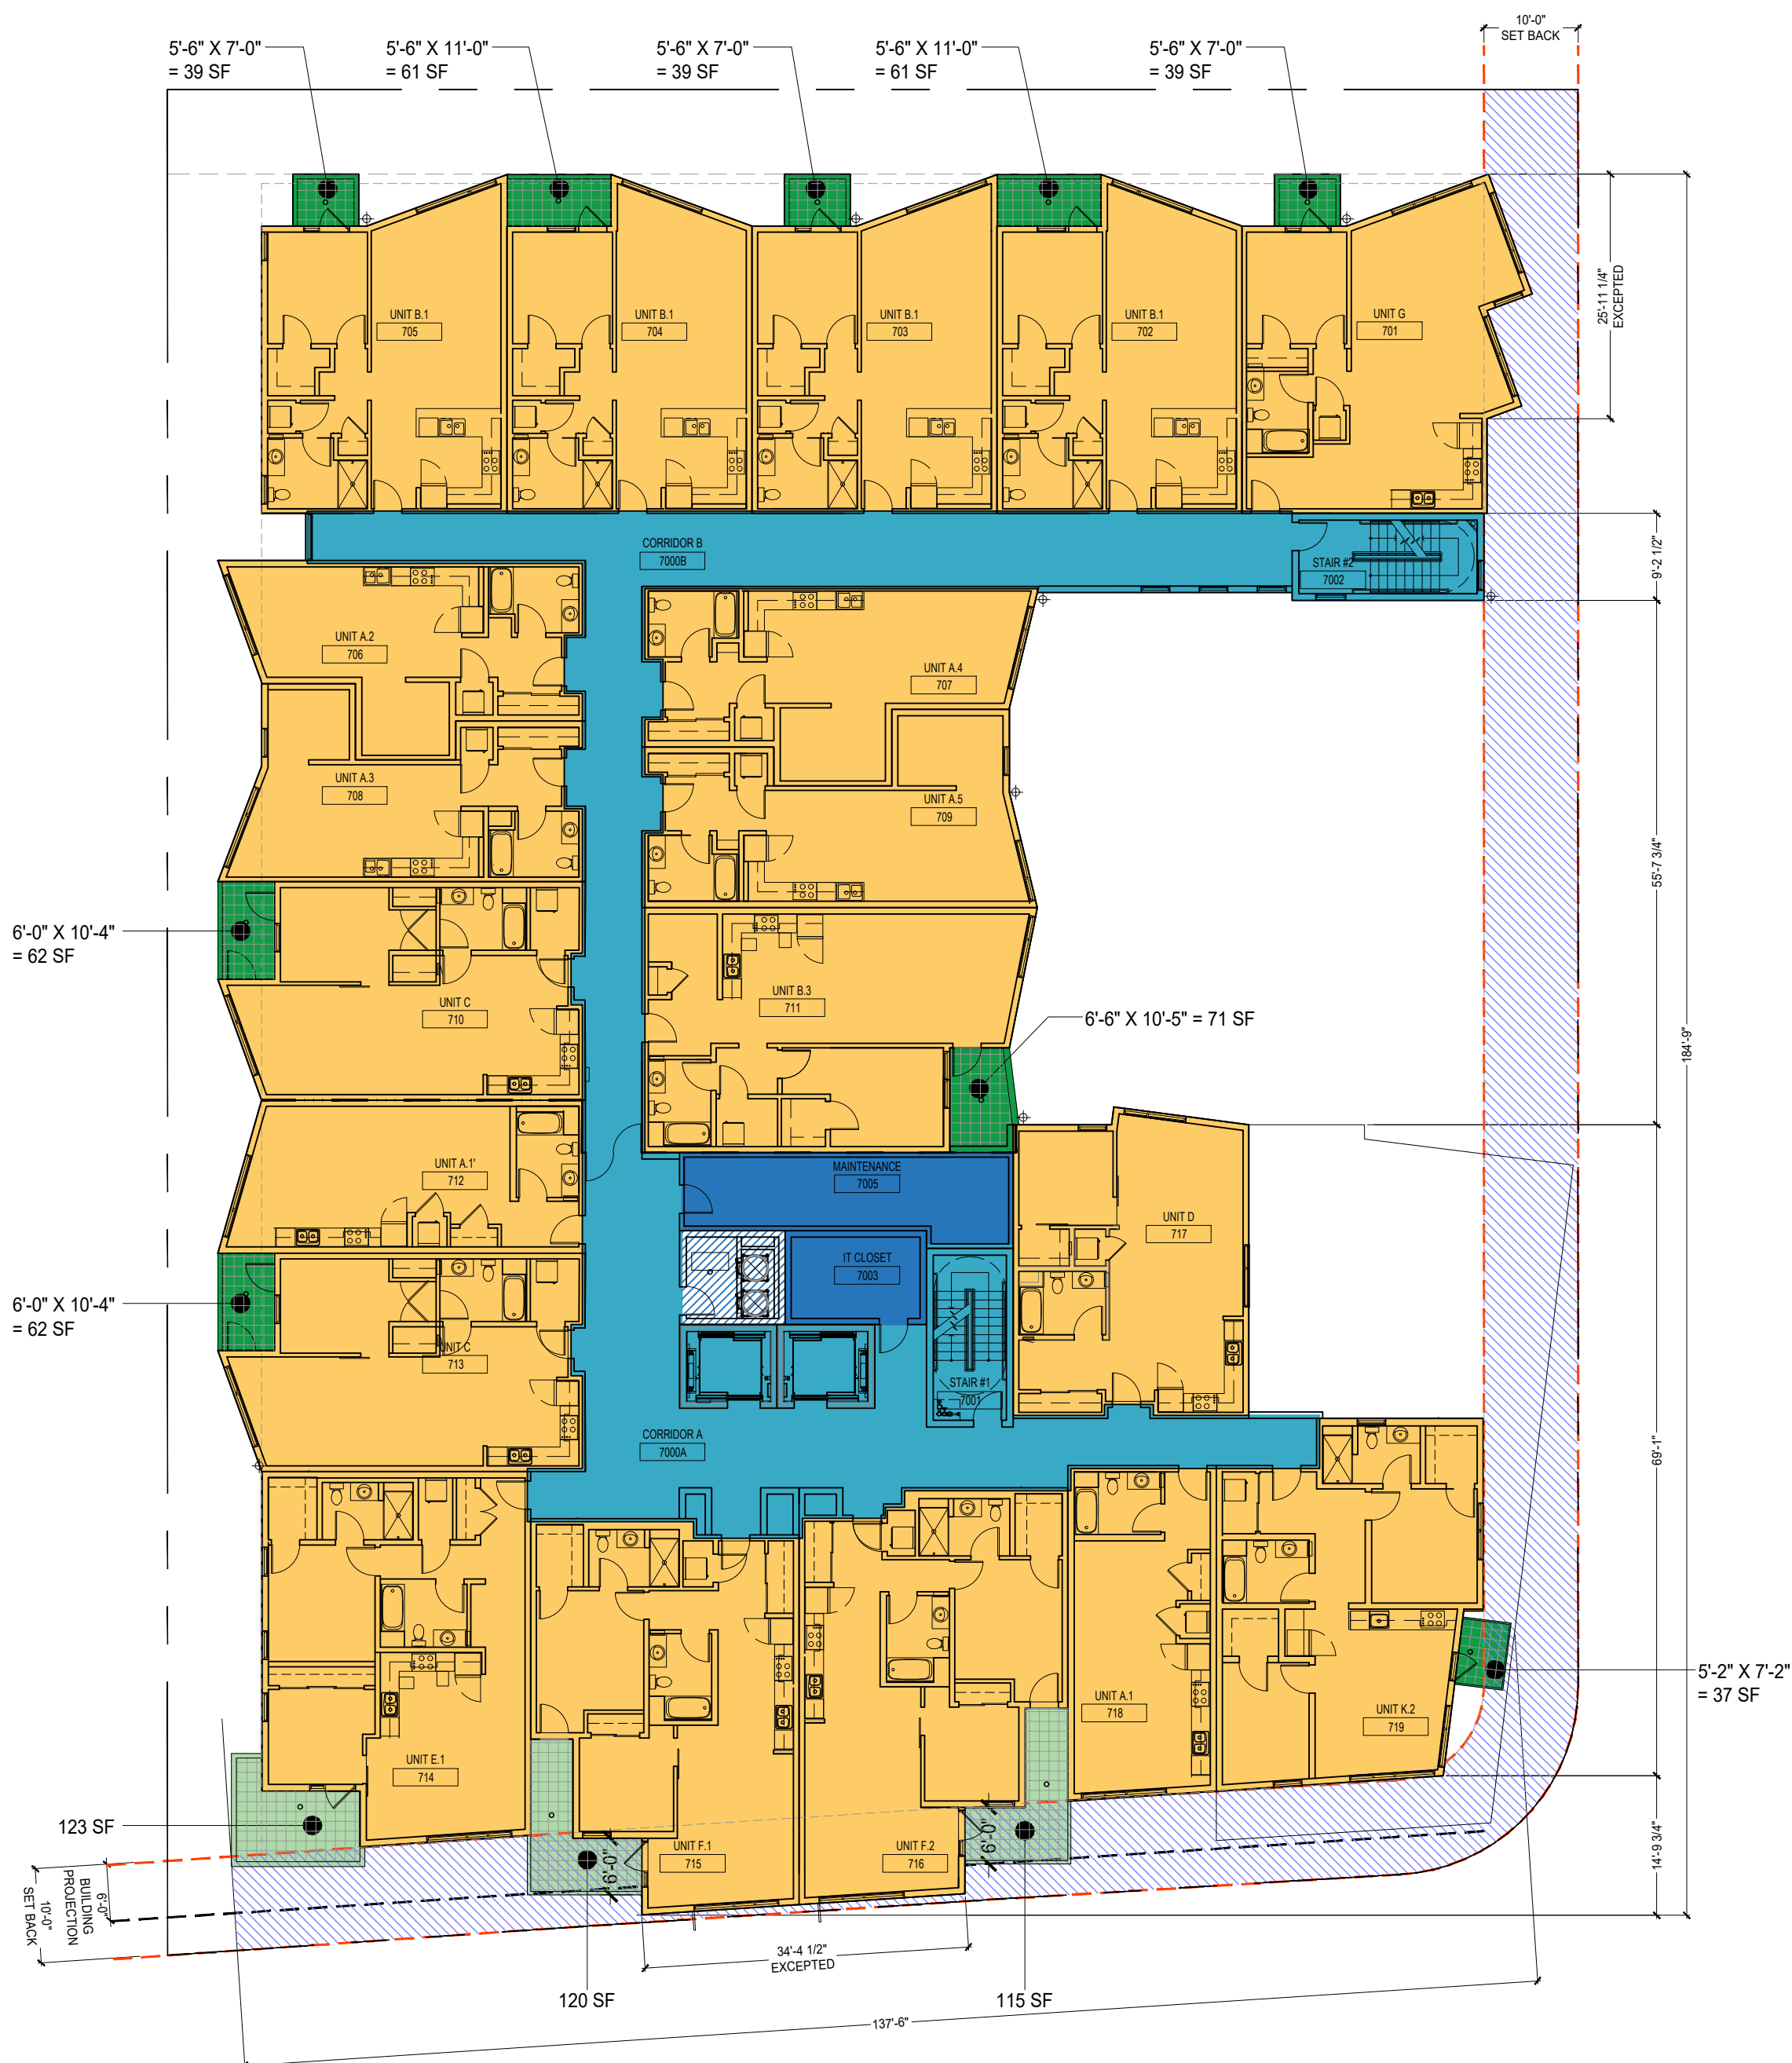 10'-0"
SET BACK
5'-6" X 7'-0"
= 39 SF
5'-6" X 11'-0"
= 61 SF
5'-6" X 7'-0"
= 39 SF
5'-6" X 11'-0"
= 61 SF
5'-6" X 7'-0"
= 39 SF
UNIT B.1
705
UNIT B.1
704
UNIT B.1
703
UNIT B.1
702
UNIT G
701
25'-11 1/4"
EXCEPTED
CORRIDOR B
7000B
STAIR #2
7002
9'-2 1/2"
UNIT A.2
706
UNIT A.4
707
UNIT A.3
708
UNIT A.5
709
55'-7 3/4"
6'-0" X 10'-4"
= 62 SF
UNIT C
710
UNIT B.3
711
6'-6" X 10'-5" = 71 SF
184'-9"
UNIT A.1'
712
MAINTENANCE
7005
UNIT D
717
IT CLOSET
7003
6'-0" X 10'-4"
= 62 SF
UNIT C
713
STAIR #1
7001
CORRIDOR A
7000A
69'-1"
5'-2" X 7'-2"
= 37 SF
UNIT A.1
718
UNIT K.2
719
UNIT E.1
714
123 SF
UNIT F.1
715
UNIT F.2
716
6'-0"
6'-0"
14'-9 3/4"
6'-0"
BUILDING
PROJECTION
10'-0"
SET BACK
34'-4 1/2"
EXCEPTED
120 SF
115 SF
137'-6"